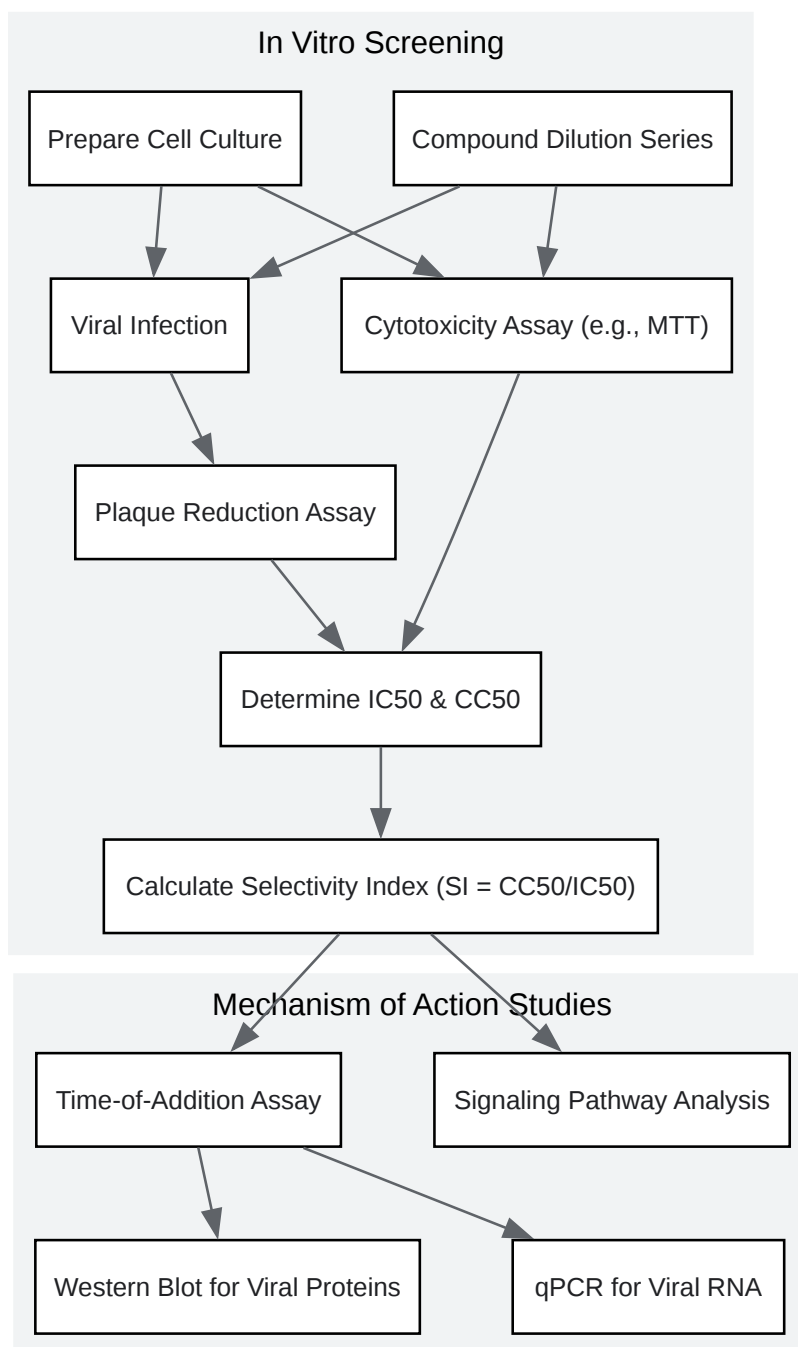 In Vitro Screening
Prepare Cell Culture
Compound Dilution Series
Viral Infection
Cytotoxicity Assay (e.g., MTT)
Plaque Reduction Assay
Determine IC50 & CC50
Calculate Selectivity Index (SI = CC50/IC50)
Mechanism of Action Studies
Time-of-Addition Assay
Signaling Pathway Analysis
Western Blot for Viral Proteins
qPCR for Viral RNA